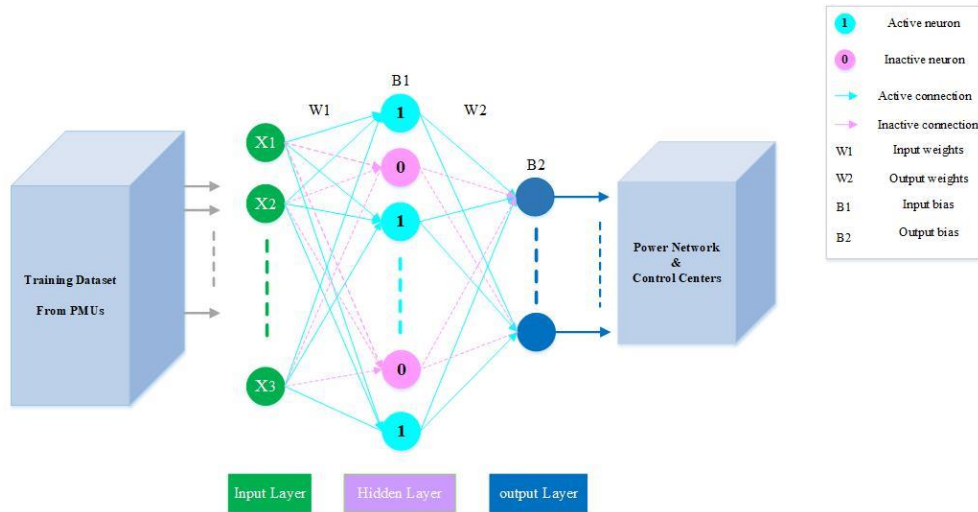 Training Dataset
From PMUs
X1
X2
X3
W1
B1
1
0
1
0
1
W2
B2
Power Network
&
Control Centers
Input Layer
Hidden Layer
output Layer
1 Active neuron
0 Inactive neuron
Active connection
Inactive connection
W1 Input weights
W2 Output weights
B1 Input bias
B2 Output bias